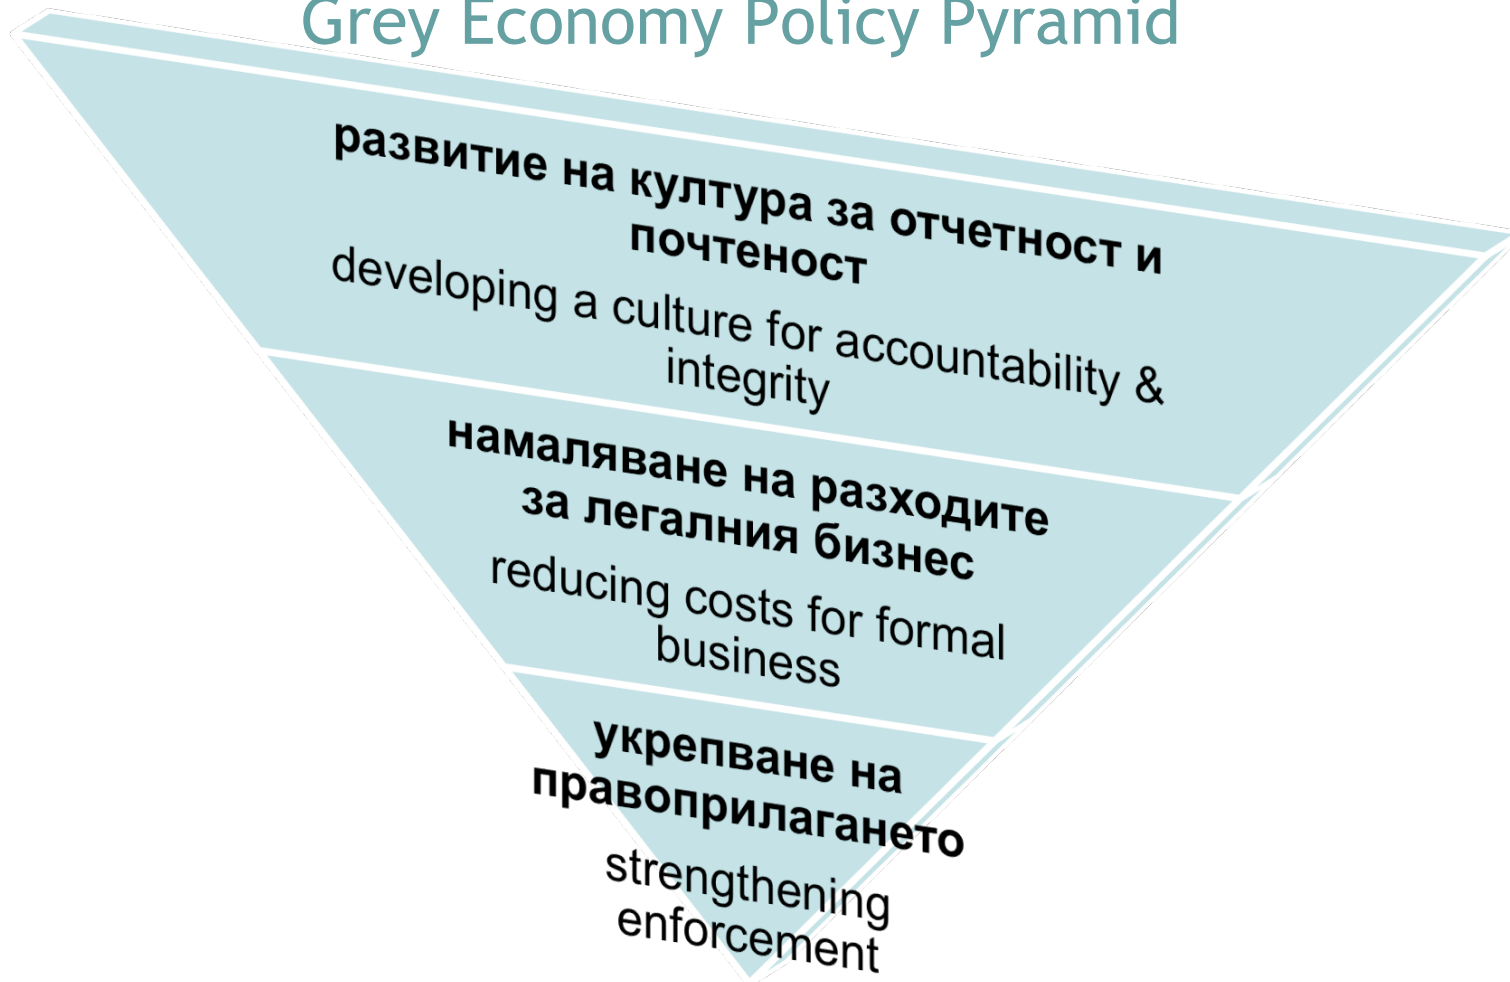 Grey Economy Policy Pyramid
развитие на култура за отчетност и
почтеност
developing a culture for accountability &
integrity
намаляване на разходите
за легалния бизнес
reducing costs for formal
business
укрепване на
правоприлагането
strengthening
enforcement